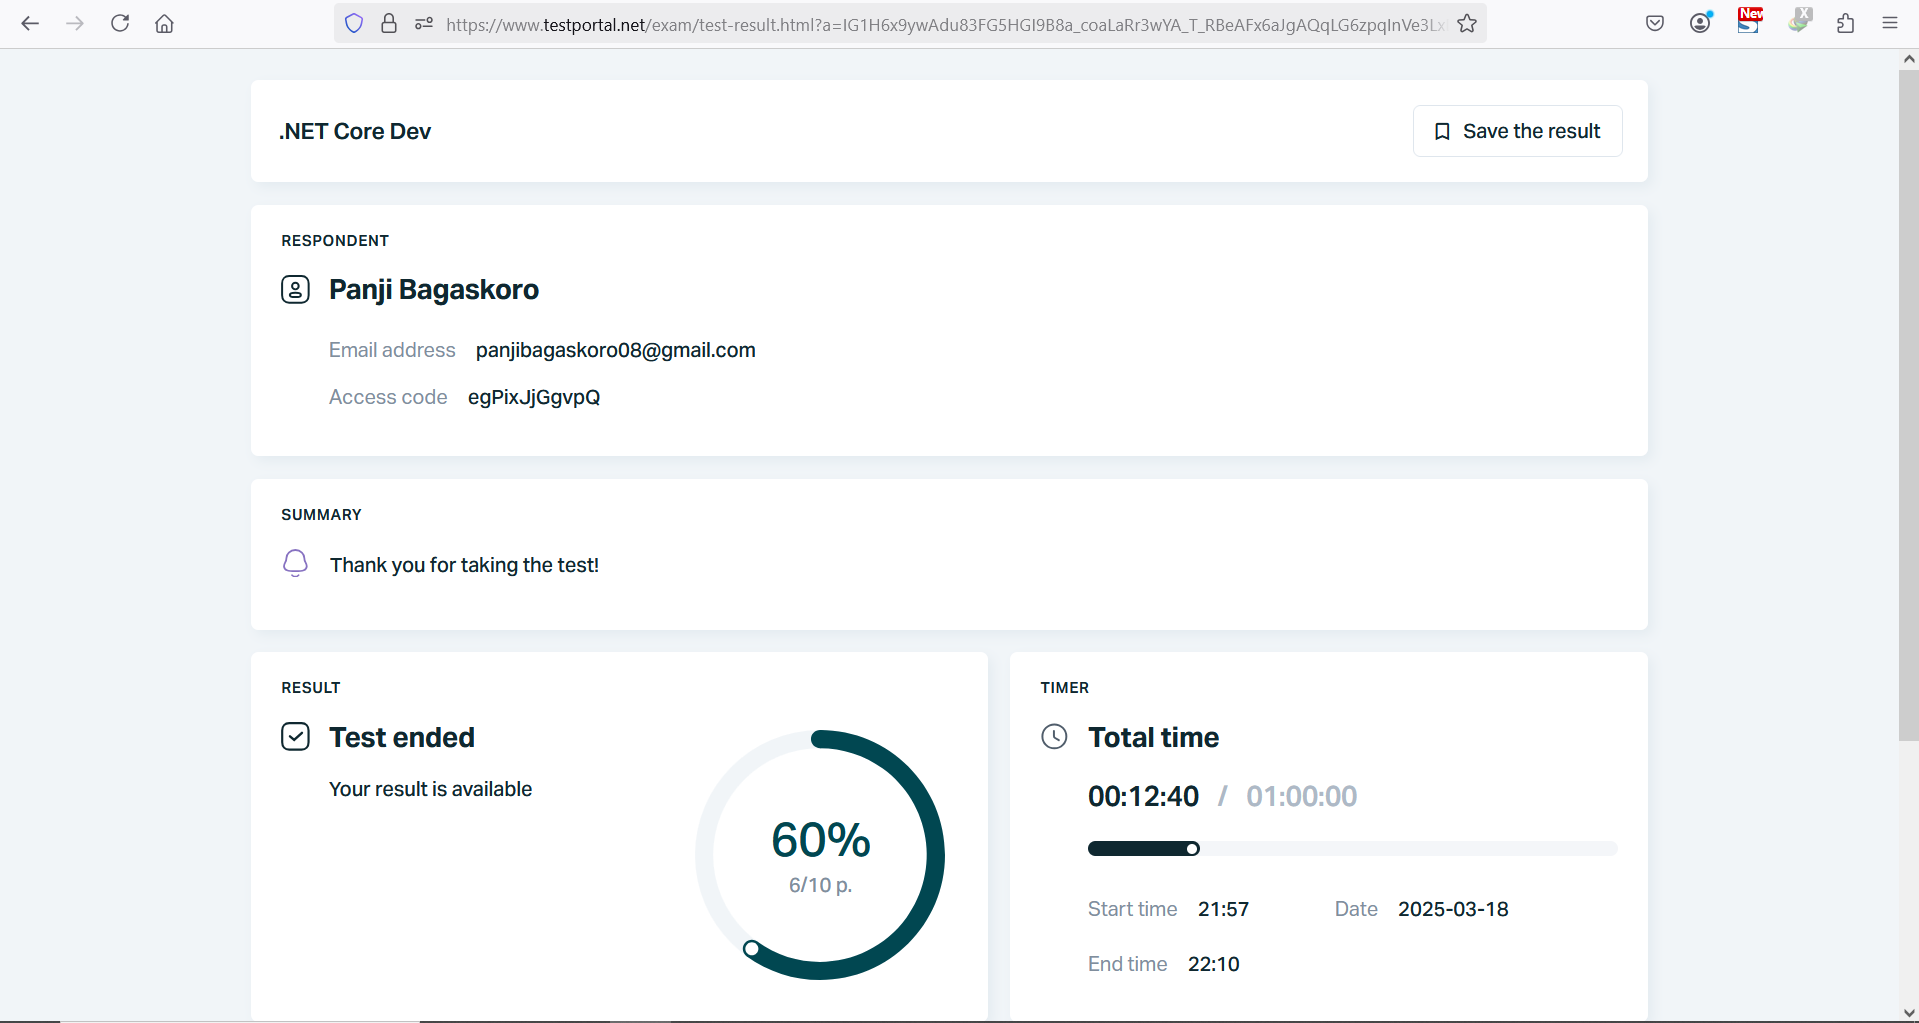 https://www.testportal.net/exam/test-result.html?a=IG1H6x9ywAdu83FG5HGI9B8a_coaLaRr3wYA_T_RBeAFx6aJgAQqLG6zpqInVe3Lx
New
X
.NET Core Dev
Save the result
RESPONDENT
Panji Bagaskoro
Email address panjibagaskoro08@gmail.com
Access code egPixJjGgvpQ
SUMMARY
Thank you for taking the test!
RESULT
Test ended
Your result is available
60%
6/10 p.
TIMER
Total time
00:12:40 / 01:00:00
Start time 21:57 Date 2025-03-18
End time 22:10